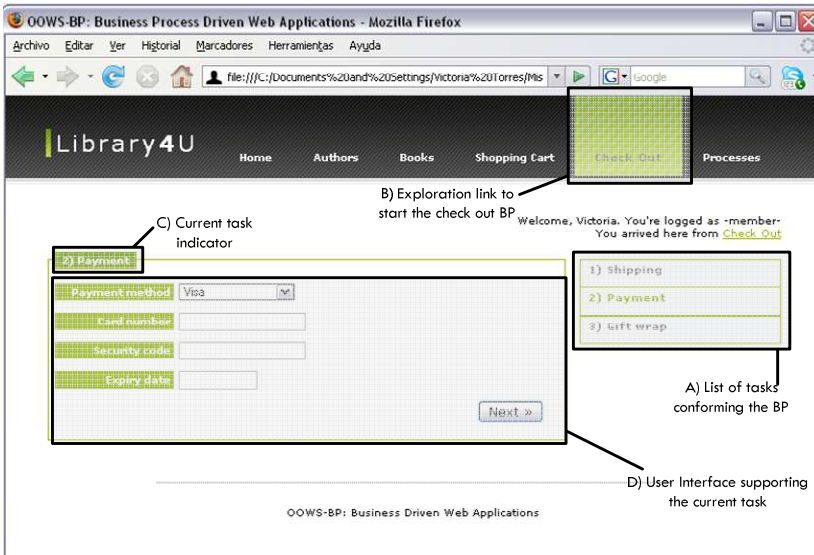 OOWS-BP: Business Process Driven Web Applications - Mozilla Firefox
Archivo Editar Ver Historial Marcadores Herramientas Ayuda
file:///C:/Documents%20and%20Settings/Victoria%20Torres/Mis
G Google
Library4U
Home Authors Books Shopping Cart Check Out Processes
B) Exploration link to
start the check out BP
Welcome, Victoria. You're logged as -member-
You arrived here from Check Out
C) Current task
indicator
2) Payment
Payment method Visa
Card number
Security code
Expiry date
Next »
1) Shipping
2) Payment
3) Gift wrap
A) List of tasks
conforming the BP
D) User Interface supporting
the current task
OOWS-BP: Business Driven Web Applications